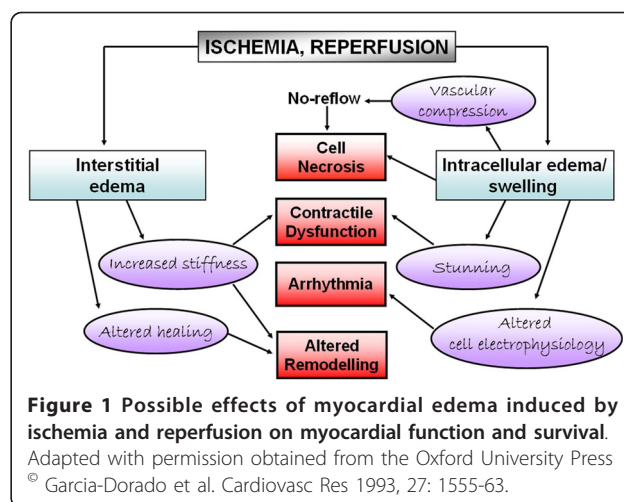 ISCHEMIA, REPERFUSION
No-reflow
Vascular
compression
Cell
Necrosis
Interstitial
edema
Intracellular edema/
swelling
Contractile
Dysfunction
Increased stiffness
Stunning
Arrhythmia
Altered healing
Altered
cell electrophysiology
Altered
Remodelling
Figure 1 Possible effects of myocardial edema induced by
ischemia and reperfusion on myocardial function and survival.
Adapted with permission obtained from the Oxford University Press
© Garcia-Dorado et al. Cardiovasc Res 1993, 27: 1555-63.